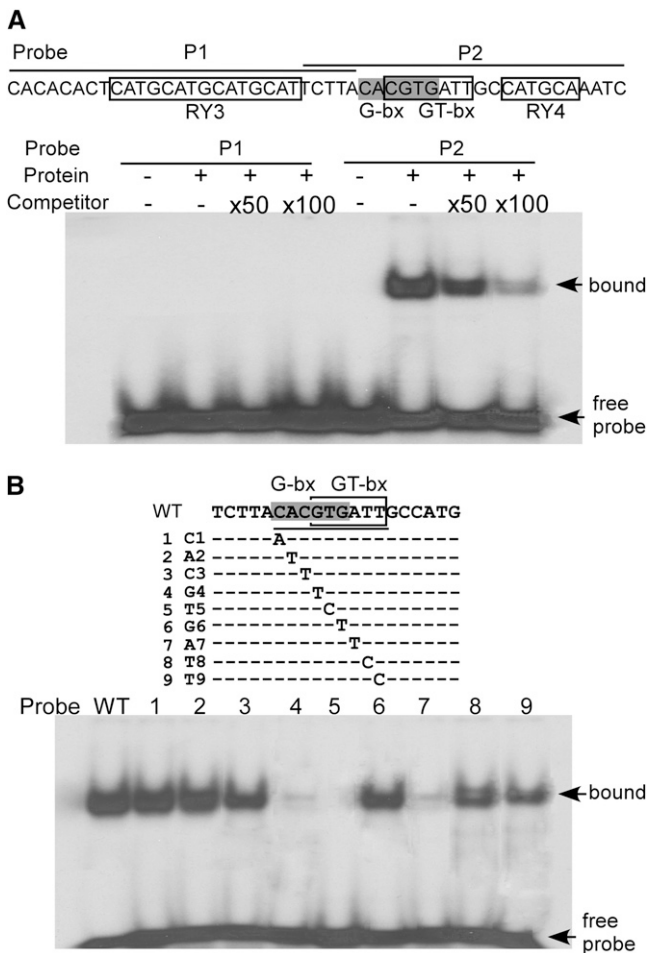 A
Probe P1 P2
CACACACTCATGCATGCATGCATTCTTACACGTGATTGCCATGCAAATC
RY3 G-bx GT-bx RY4
Probe P1 P2
Protein - + + + - + + +
Competitor - - x50 x100 - - x50 x100
bound
free
probe
B
G-bx GT-bx
WT TCTTACACGTGATTGCCATG
1 C1 -----A--------------
2 A2 ------T-------------
3 C3 -------T------------
4 G4 --------T-----------
5 T5 ---------C----------
6 G6 ----------T---------
7 A7 -----------T--------
8 T8 ------------C-------
9 T9 -------------C------
Probe WT 1 2 3 4 5 6 7 8 9
bound
free
probe